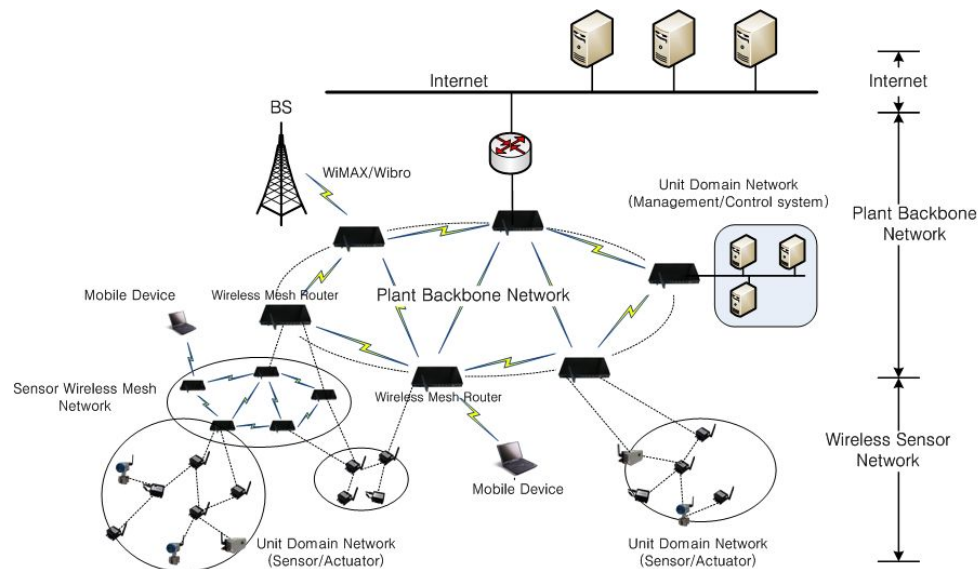 Internet
Internet
BS
WiMAX/Wibro
Unit Domain Network
(Management/Control system)
Plant Backbone
Network
Mobile Device
Wireless Mesh Router
Plant Backbone Network
Sensor Wireless Mesh
Network
Wireless Mesh Router
Wireless Sensor
Network
Mobile Device
Unit Domain Network
(Sensor/Actuator)
Unit Domain Network
(Sensor/Actuator)